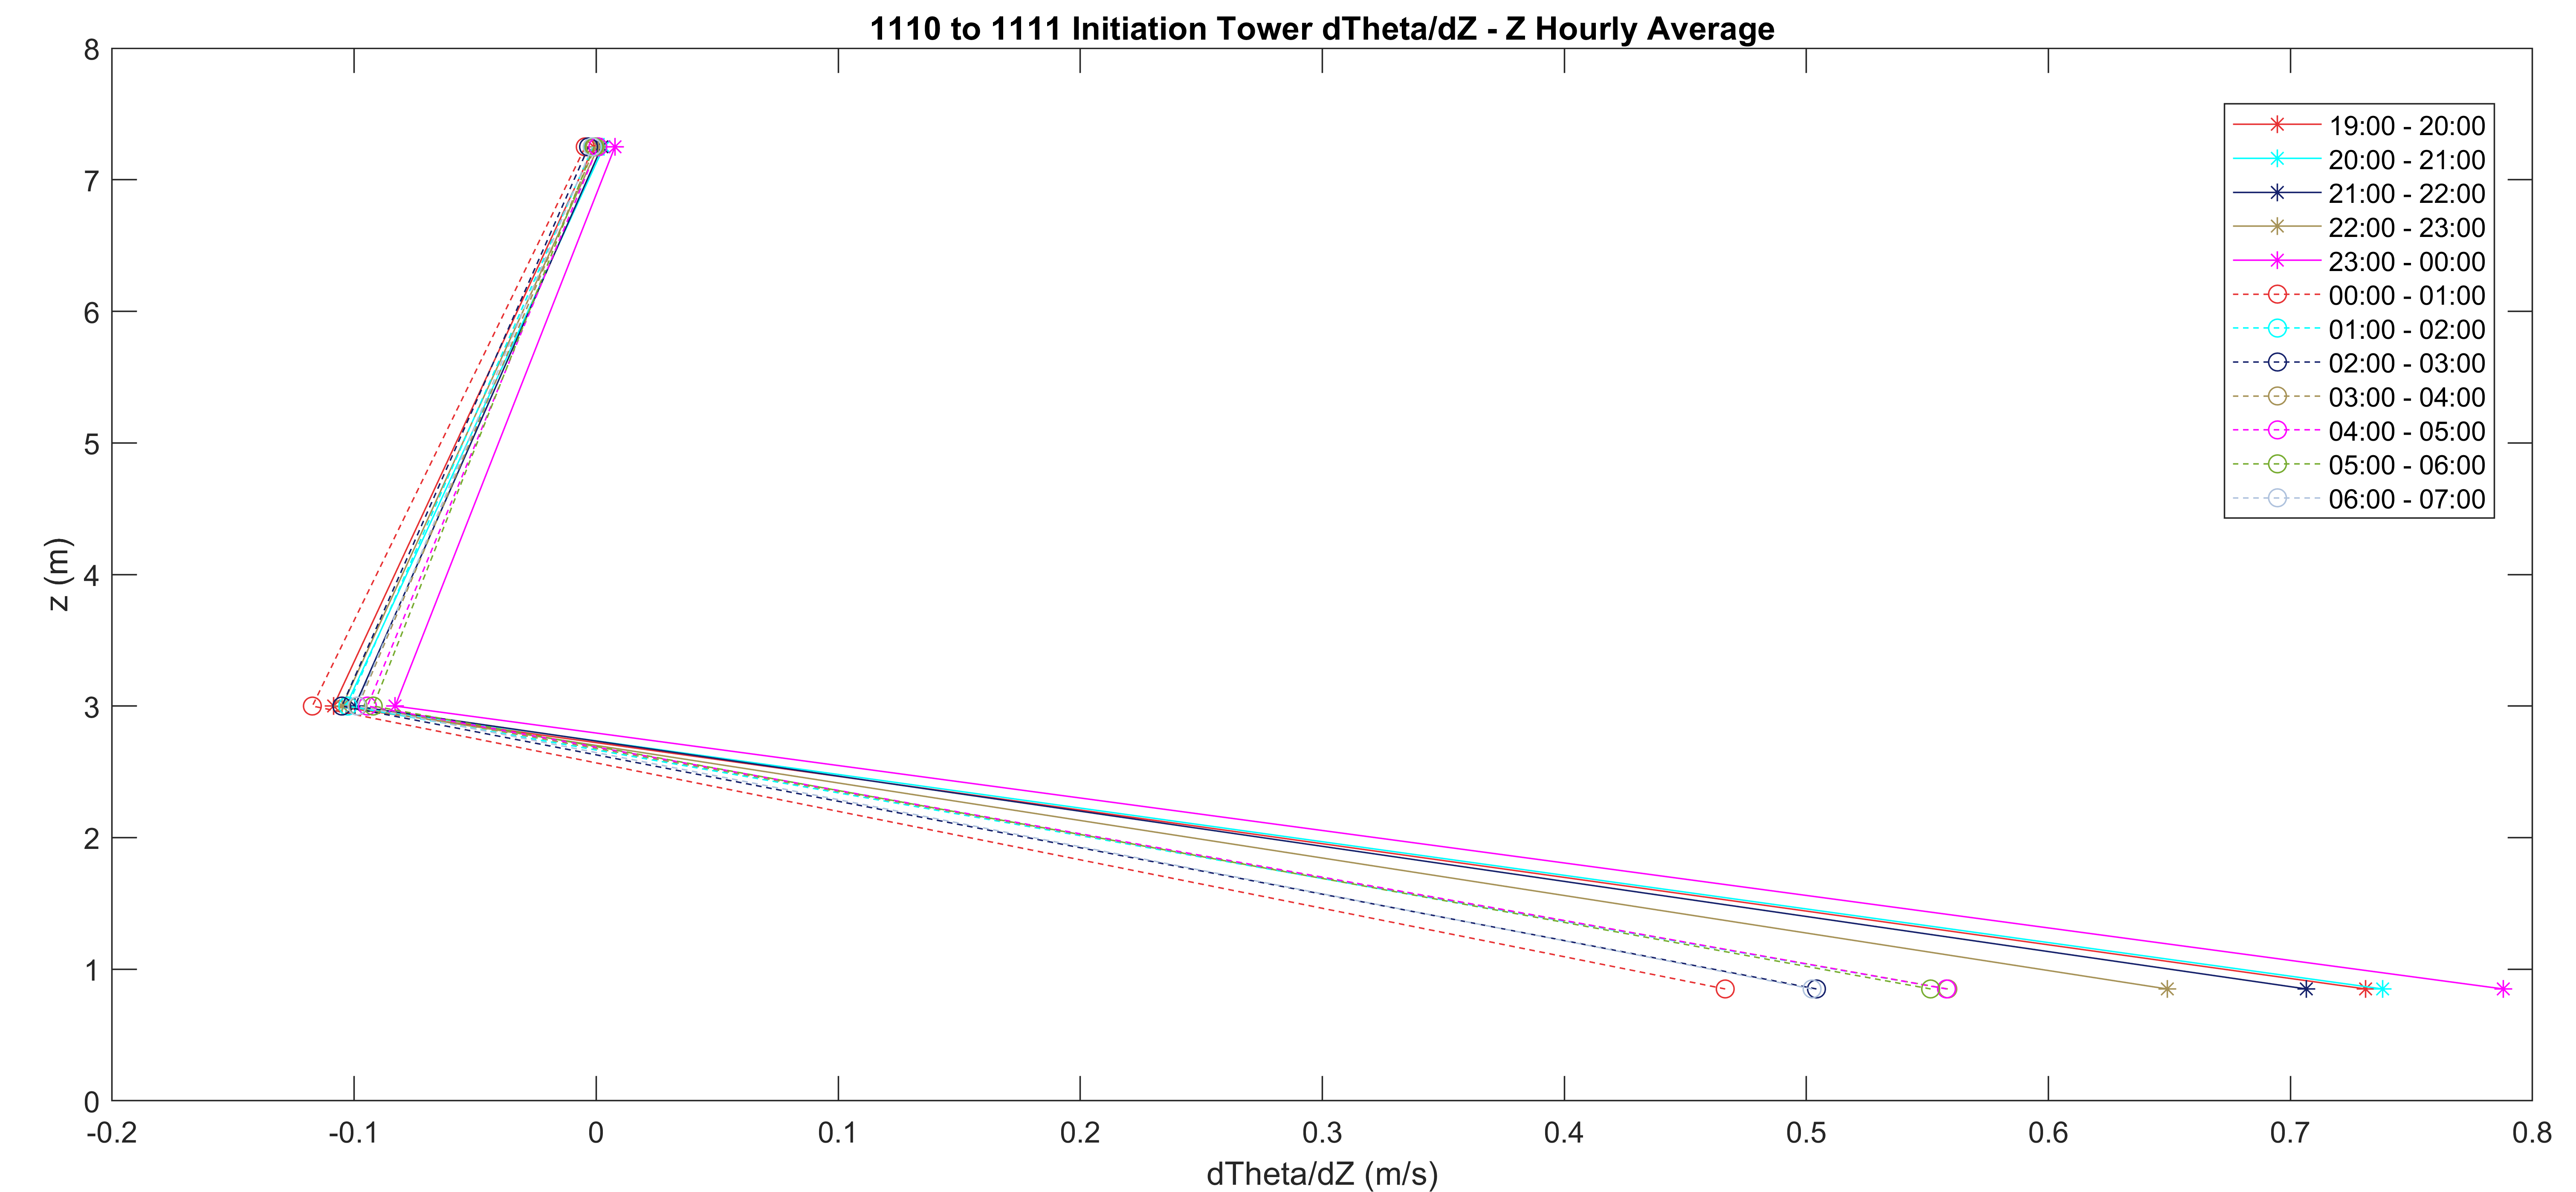 1110 to 1111 Initiation Tower dTheta/dZ - Z Hourly Average
8
7
6
5
4
3
2
1
0
z (m)
19:00 - 20:00
20:00 - 21:00
21:00 - 22:00
22:00 - 23:00
23:00 - 00:00
00:00 - 01:00
01:00 - 02:00
02:00 - 03:00
03:00 - 04:00
04:00 - 05:00
05:00 - 06:00
06:00 - 07:00
-0.2 -0.1 0 0.1 0.2 0.3 0.4 0.5 0.6 0.7 0.8
dTheta/dZ (m/s)